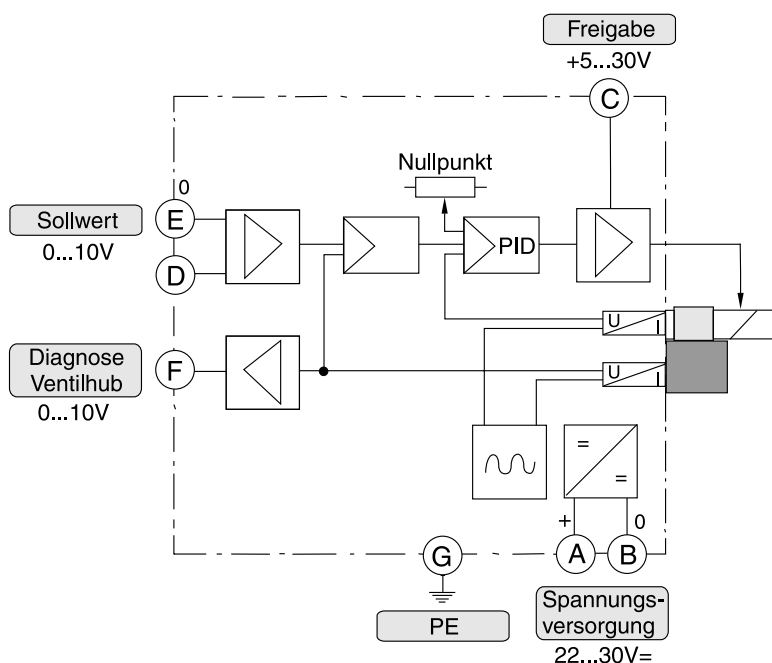 Freigabe
+5...30V
C
Nullpunkt
0
Sollwert
0...10V
E
D
PID
U I
Diagnose
Ventilhub
0...10V
F
U I
=
=
+
0
A
B
G
PE
Spannungs-
versorgung
22...30V=